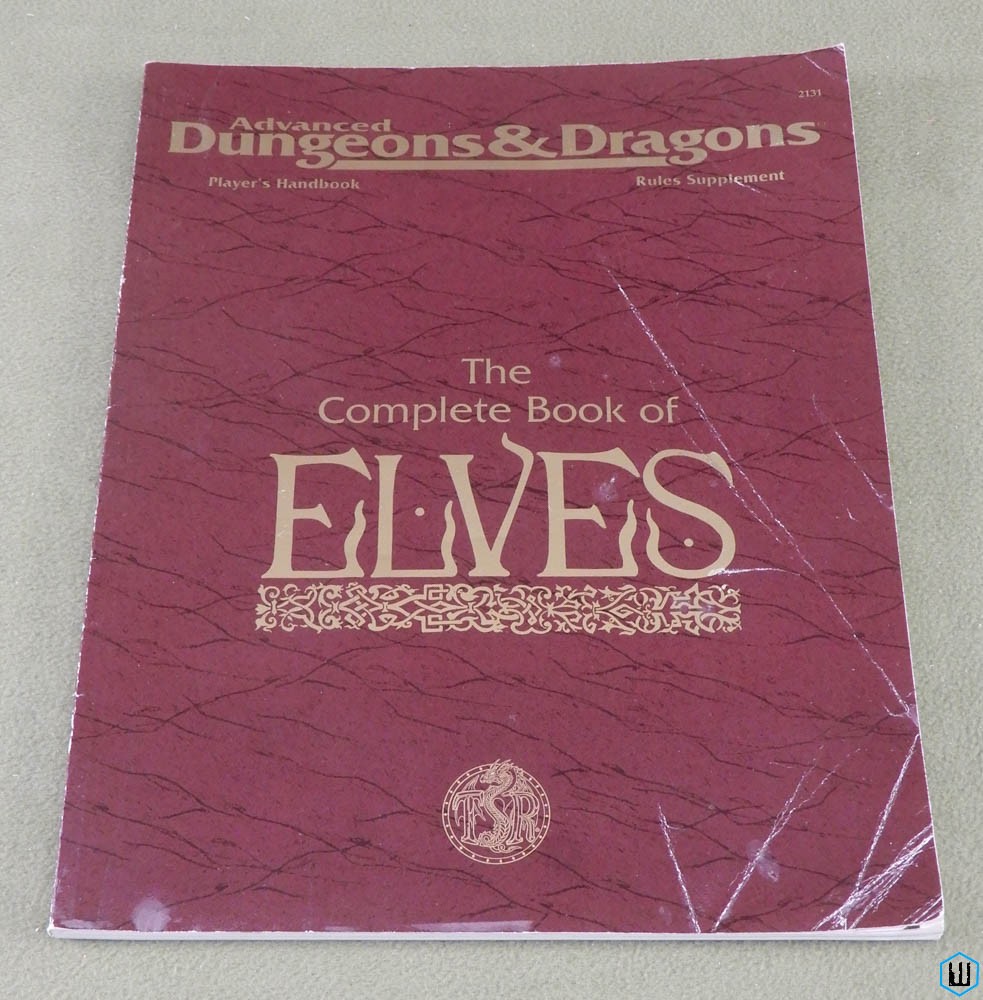 2131
Advanced
Dungeons & Dragons
Player's Handbook
Rules Supplement
The
Complete Book of
ELVES
TSR
W